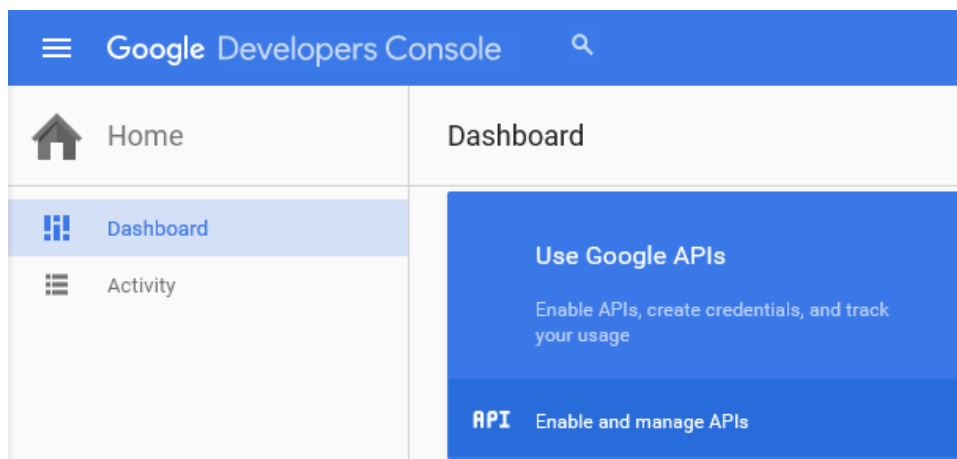 Google Developers Console
Home
Dashboard
Dashboard
Activity
Use Google APIs
Enable APIs, create credentials, and track
your usage
API Enable and manage APIs